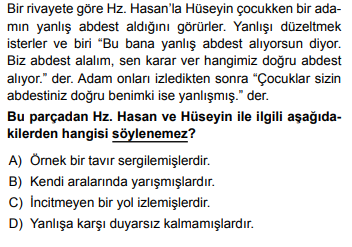 Bir rivayete göre Hz. Hasan'la Hüseyin çocukken bir ada-
mın yanlış abdest aldığını görürler. Yanlışı düzeltmek
isterler ve biri “Bu bana yanlış abdest alıyorsun diyor.
Biz abdest alalım, sen karar ver hangimiz doğru abdest
alıyor.” der. Adam onları izledikten sonra “Çocuklar sizin
abdestiniz doğru benimki ise yanlışmış.” der.
Bu parçadan Hz. Hasan ve Hüseyin ile ilgili aşağıda-
kilerden hangisi söylenemez?
A) Örnek bir tavır sergilemişlerdir.
B) Kendi aralarında yarışmışlardır.
C) İncitmeyen bir yol izlemişlerdir.
D) Yanlışa karşı duyarsız kalmamışlardır.